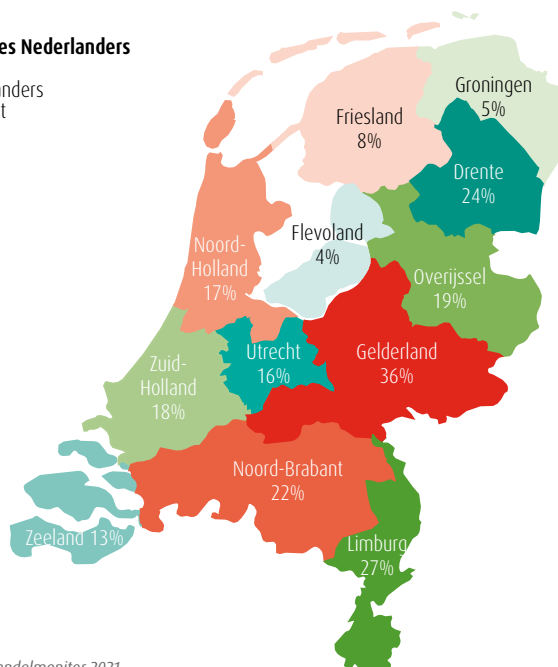 es Nederlanders
anders
t
Groningen
5%
Friesland
8%
Drente
24%
Flevoland
4%
Noord-
Holland
17%
Overijssel
19%
Utrecht
16%
Gelderland
36%
Zuid-
Holland
18%
Noord-Brabant
22%
Zeeland 13%
Limburg
27%
andelmonitor 2021